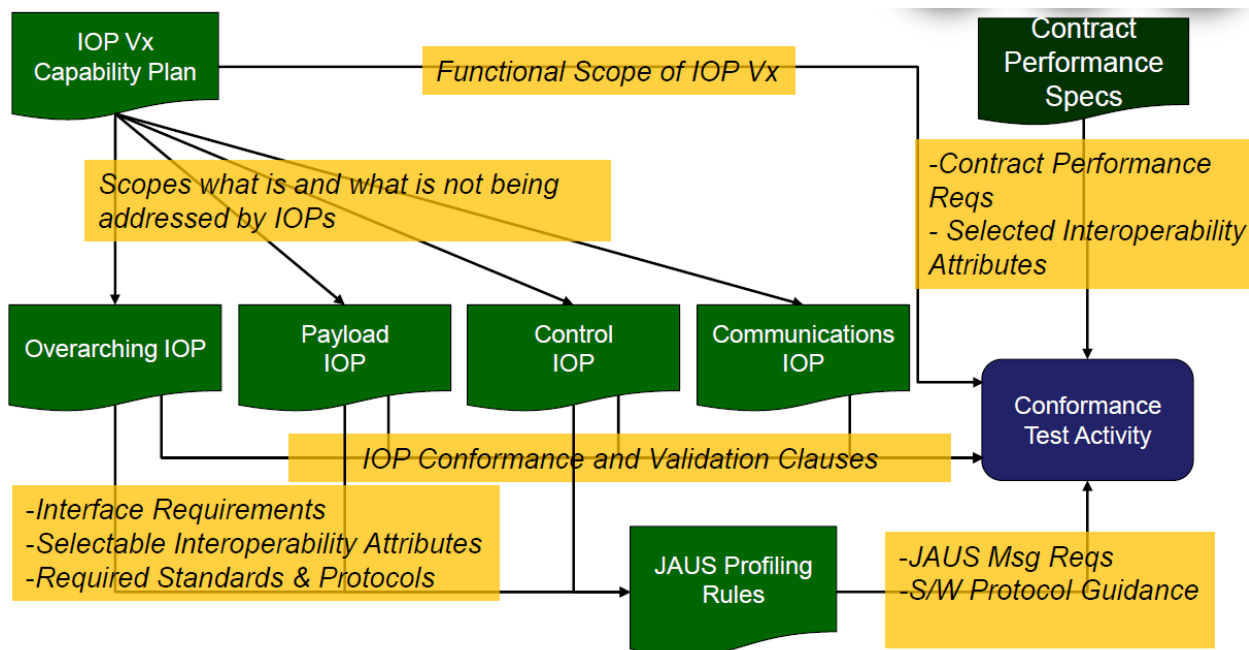 IOP Vx
Capability Plan
Functional Scope of IOP Vx
Contract
Performance
Specs
Scopes what is and what is not being
addressed by IOPs
-Contract Performance
Reqs
- Selected Interoperability
Attributes
Overarching IOP
Payload
IOP
Control
IOP
Communications
IOP
Conformance
Test Activity
IOP Conformance and Validation Clauses
-Interface Requirements
-Selectable Interoperability Attributes
-Required Standards & Protocols
JAUS Profiling
Rules
-JAUS Msg Reqs
-S/W Protocol Guidance